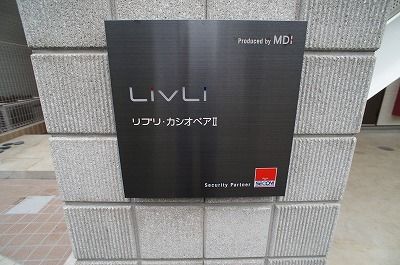 Produced by MDI
LivLi
リブリ・カシオペアⅡ
Security Partner
SECOM